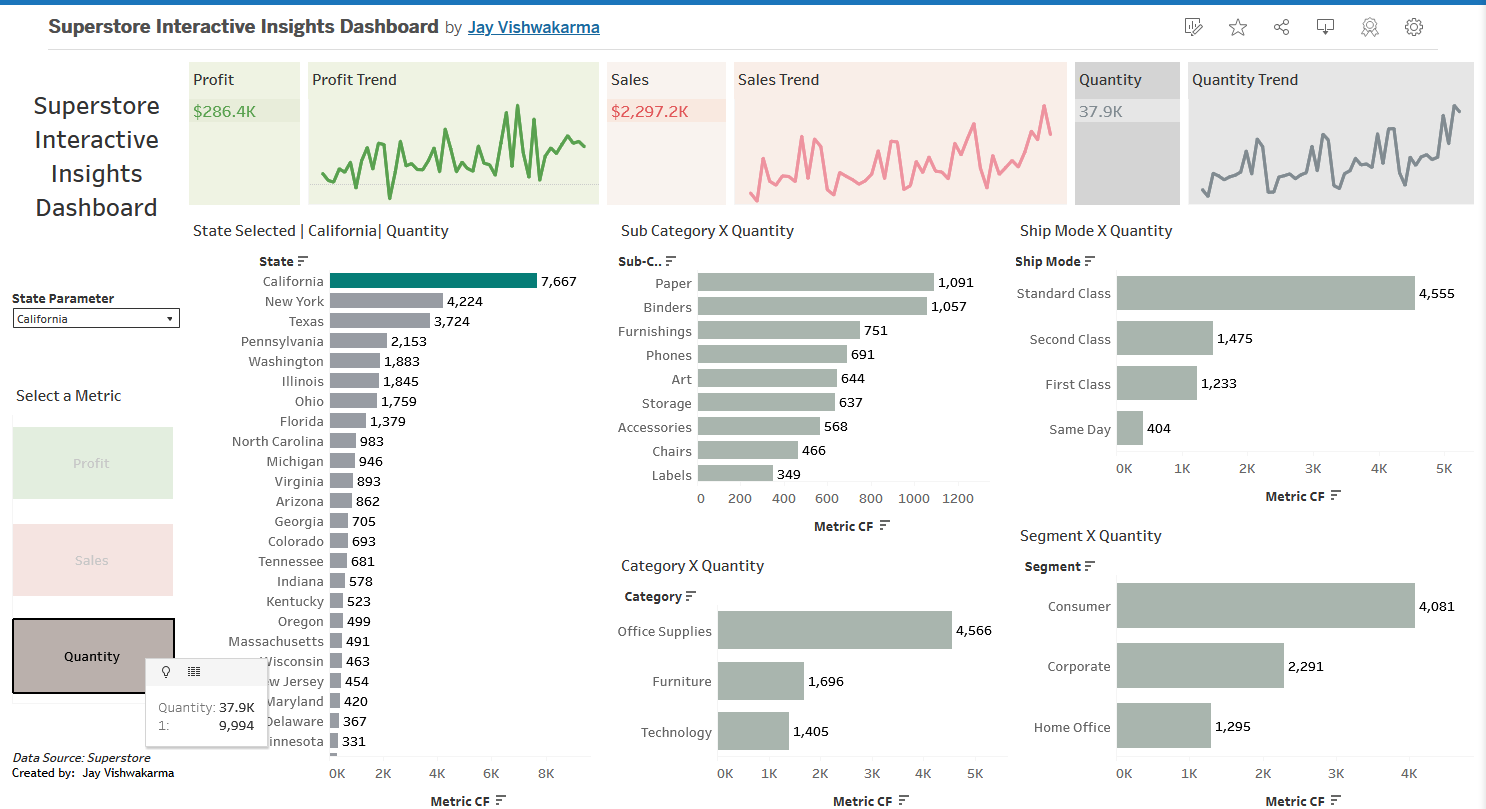 Superstore Interactive Insights Dashboard by Jay Vishwakarma
Superstore
Interactive
Insights
Dashboard
Profit
$286.4K
Profit Trend
Sales
$2,297.2K
Sales Trend
Quantity
37.9K
Quantity Trend
State Parameter
California
Select a Metric
Profit
Sales
Quantity
Quantity: 37.9K
1: 9,994
Data Source: Superstore
Created by: Jay Vishwakarma
State Selected | California| Quantity
State
California 7,667
New York 4,224
Texas 3,724
Pennsylvania 2,153
Washington 1,883
Illinois 1,845
Ohio 1,759
Florida 1,379
North Carolina 983
Michigan 946
Virginia 893
Arizona 862
Georgia 705
Colorado 693
Tennessee 681
Indiana 578
Kentucky 523
Oregon 499
Massachusetts 491
Wisconsin 463
w Jersey 454
Maryland 420
Delaware 367
nnesota 331
0K 2K 4K 6K 8K
Metric CF
Sub Category X Quantity
Sub-C..
Paper 1,091
Binders 1,057
Furnishings 751
Phones 691
Art 644
Storage 637
Accessories 568
Chairs 466
Labels 349
0 200 400 600 800 1000 1200
Metric CF
Category X Quantity
Category
Office Supplies 4,566
Furniture 1,696
Technology 1,405
0K 1K 2K 3K 4K 5K
Metric CF
Ship Mode X Quantity
Ship Mode
Standard Class 4,555
Second Class 1,475
First Class 1,233
Same Day 404
0K 1K 2K 3K 4K 5K
Metric CF
Segment X Quantity
Segment
Consumer 4,081
Corporate 2,291
Home Office 1,295
0K 1K 2K 3K 4K
Metric CF